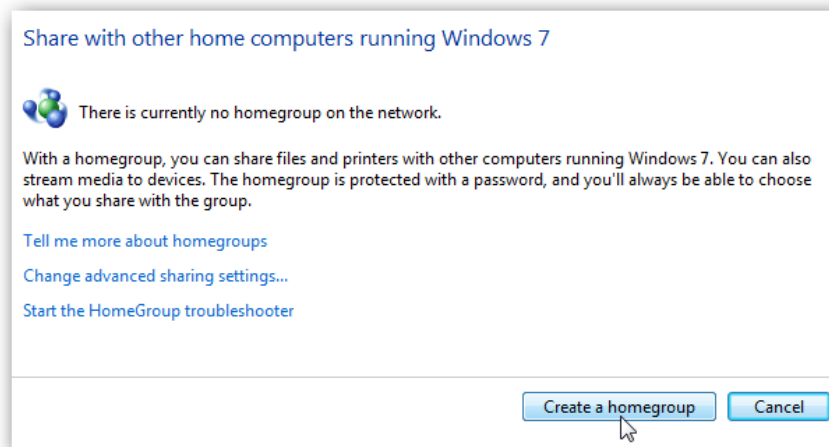 Share with other home computers running Windows 7
There is currently no homegroup on the network.
With a homegroup, you can share files and printers with other computers running Windows 7. You can also
stream media to devices. The homegroup is protected with a password, and you'll always be able to choose
what you share with the group.
Tell me more about homegroups
Change advanced sharing settings...
Start the HomeGroup troubleshooter
Create a homegroup Cancel